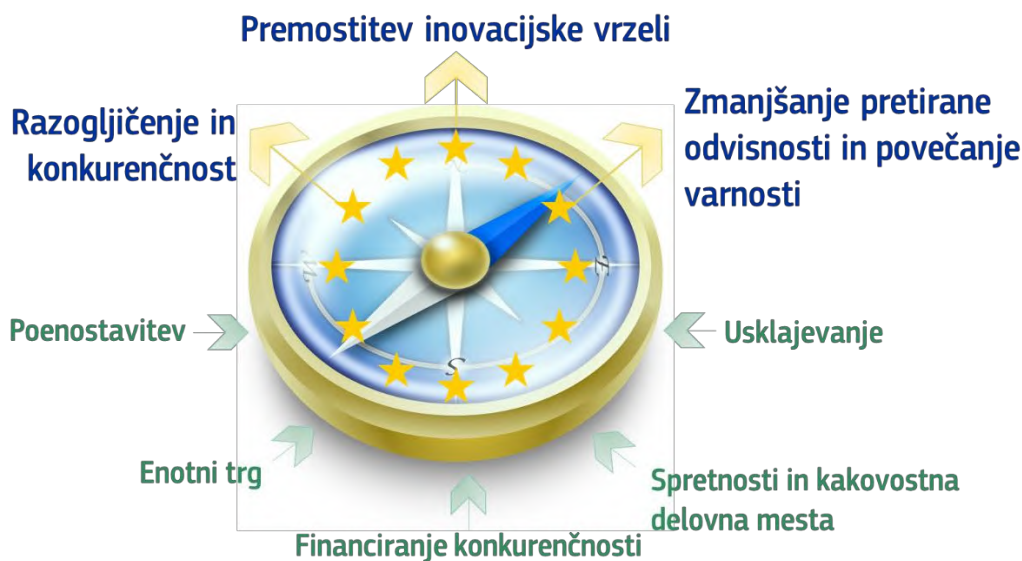 Premostitev inovacijske vrzeli
Razogljičenje in
konkurenčnost
Zmanjšanje pretirane
odvisnosti in povečanje
varnosti
Poenostavitev
Usklajevanje
Enotni trg
Spretnosti in kakovostna
delovna mesta
Financiranje konkurenčnosti
S